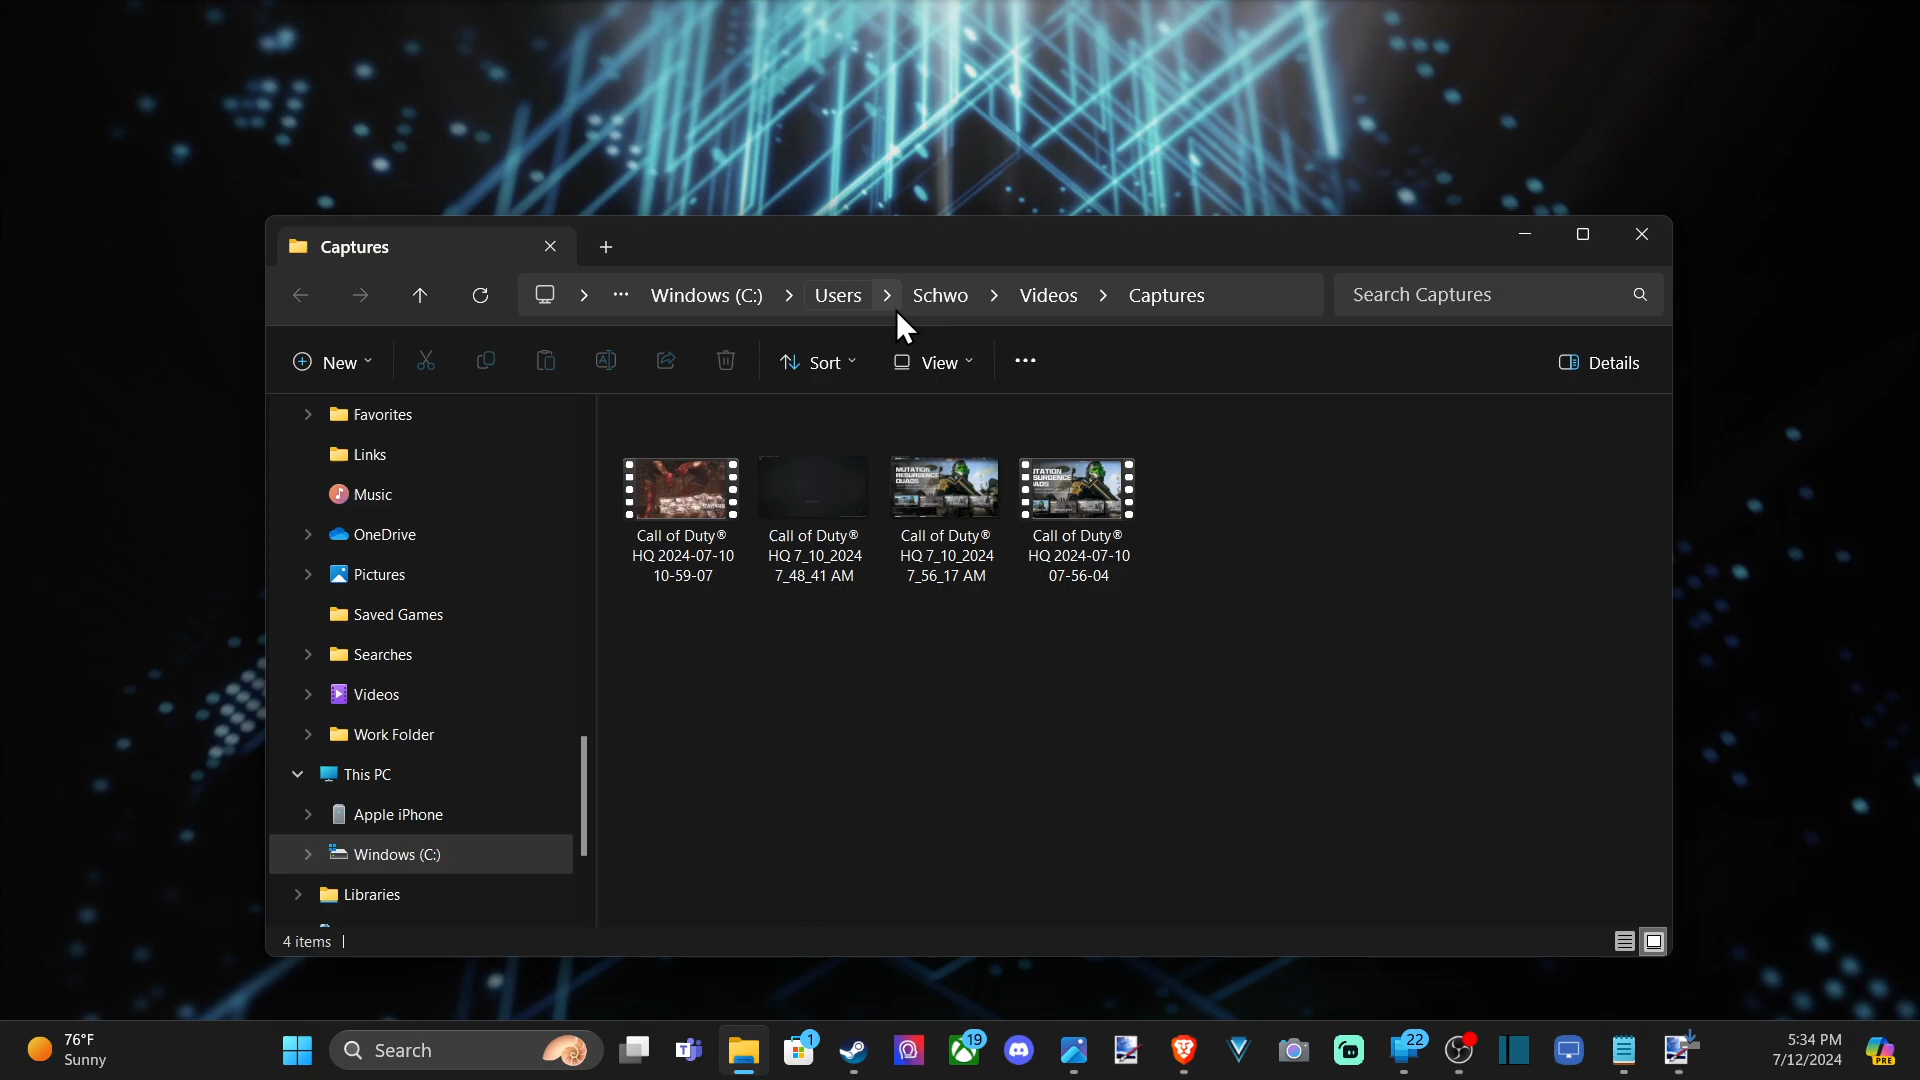 Captures
Windows (C:)
Users
Schwo
Videos
Captures
Search Captures
New
Sort
View
Details
Favorites
Links
Music
OneDrive
Pictures
Saved Games
Searches
Videos
Work Folder
This PC
Apple iPhone
Windows (C:)
Libraries
MUTATION
RESURGENCE
QUADS
Call of Duty®
HQ 2024-07-10
10-59-07
Call of Duty®
HQ 7_10_2024
7_48_41 AM
Call of Duty®
HQ 7_10_2024
7_56_17 AM
Call of Duty®
HQ 2024-07-10
07-56-04
4 items
76°F
Sunny
Search
1
19
22
5:34 PM
7/12/2024
PRE